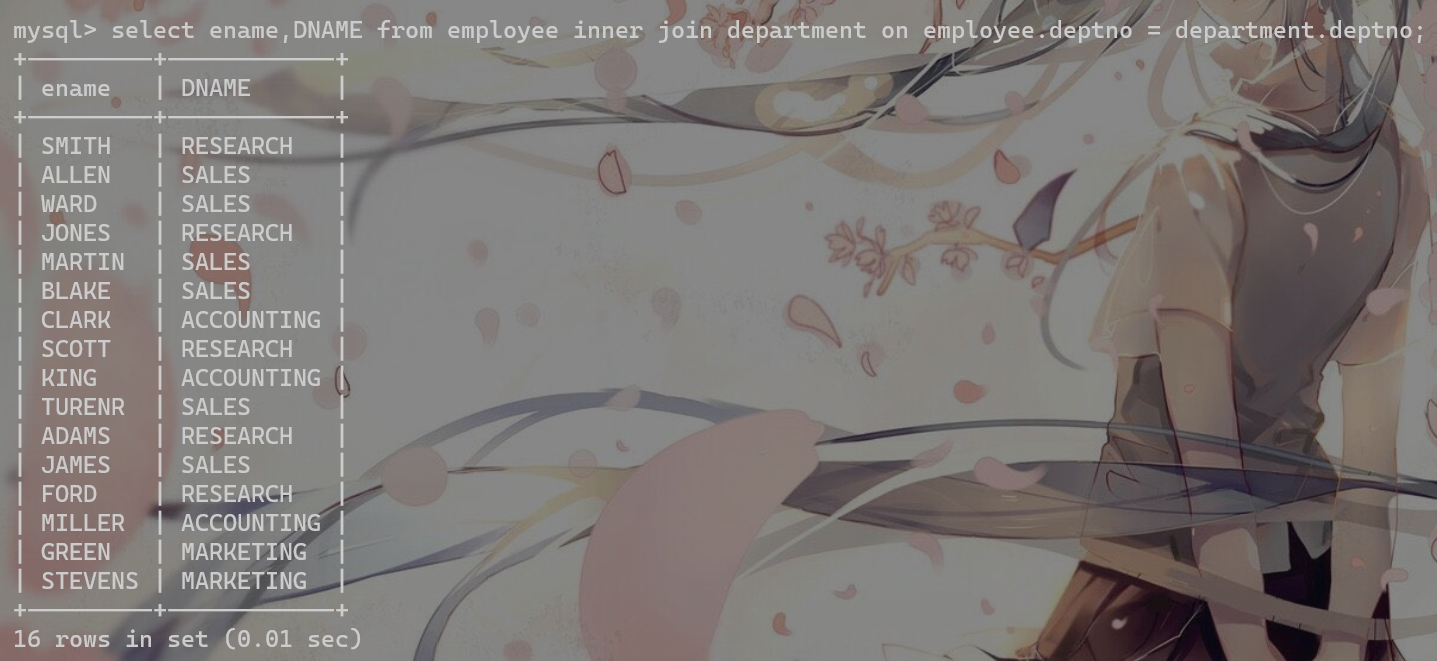 mysql> select ename,DNAME from employee inner join department on employee.deptno = department.deptno;
+---------+------------+
| ename   | DNAME      |
+---------+------------+
| SMITH   | RESEARCH   |
| ALLEN   | SALES      |
| WARD    | SALES      |
| JONES   | RESEARCH   |
| MARTIN  | SALES      |
| BLAKE   | SALES      |
| CLARK   | ACCOUNTING |
| SCOTT   | RESEARCH   |
| KING    | ACCOUNTING |
| TURENR  | SALES      |
| ADAMS   | RESEARCH   |
| JAMES   | SALES      |
| FORD    | RESEARCH   |
| MILLER  | ACCOUNTING |
| GREEN   | MARKETING  |
| STEVENS | MARKETING  |
+---------+------------+
16 rows in set (0.01 sec)